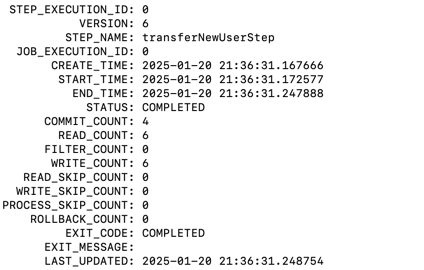 STEP_EXECUTION_ID: 0
VERSION: 6
STEP_NAME: transferNewUserStep
JOB_EXECUTION_ID: 0
CREATE_TIME: 2025-01-20 21:36:31.167666
START_TIME: 2025-01-20 21:36:31.172577
END_TIME: 2025-01-20 21:36:31.247888
STATUS: COMPLETED
COMMIT_COUNT: 4
READ_COUNT: 6
FILTER_COUNT: 0
WRITE_COUNT: 6
READ_SKIP_COUNT: 0
WRITE_SKIP_COUNT: 0
PROCESS_SKIP_COUNT: 0
ROLLBACK_COUNT: 0
EXIT_CODE: COMPLETED
EXIT_MESSAGE:
LAST_UPDATED: 2025-01-20 21:36:31.248754